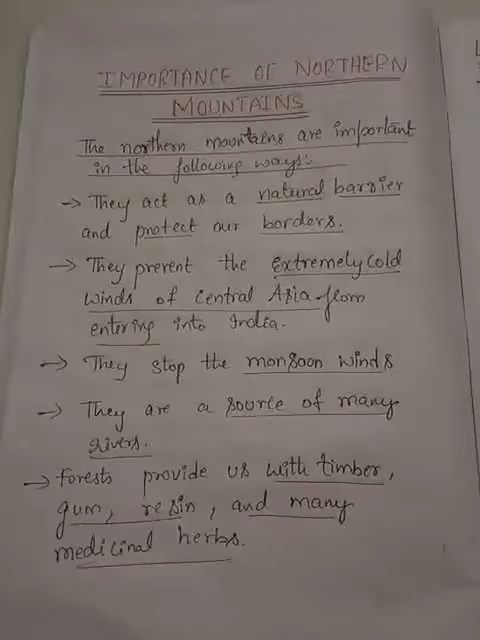 IMPORTANCE OF NORTHERN
MOUNTAINS
The northern mountains are important
in the following ways:
→ They act as a natural barrier
and protect our borders.
→ They prevent the extremely cold
winds of Central Asia from
entering into India.
→ They stop the monsoon winds
→ They are a source of many
rivers.
→ Forests provide us with timber,
gum, resin, and many
medicinal herbs.